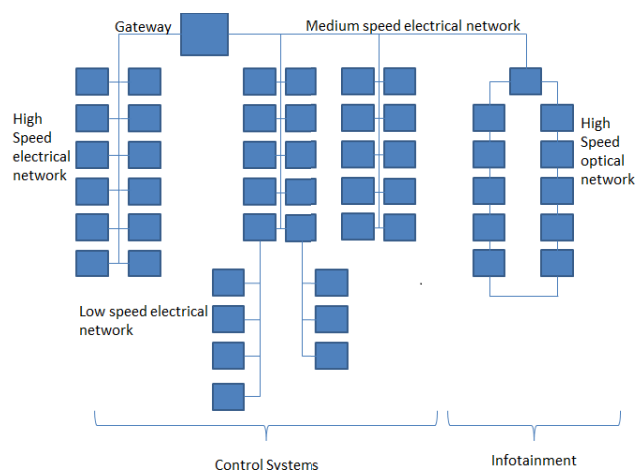 Gateway
Medium speed electrical network
High
Speed
electrical
network
High
Speed
optical
network
Low speed electrical
network
Control Systems
Infotainment